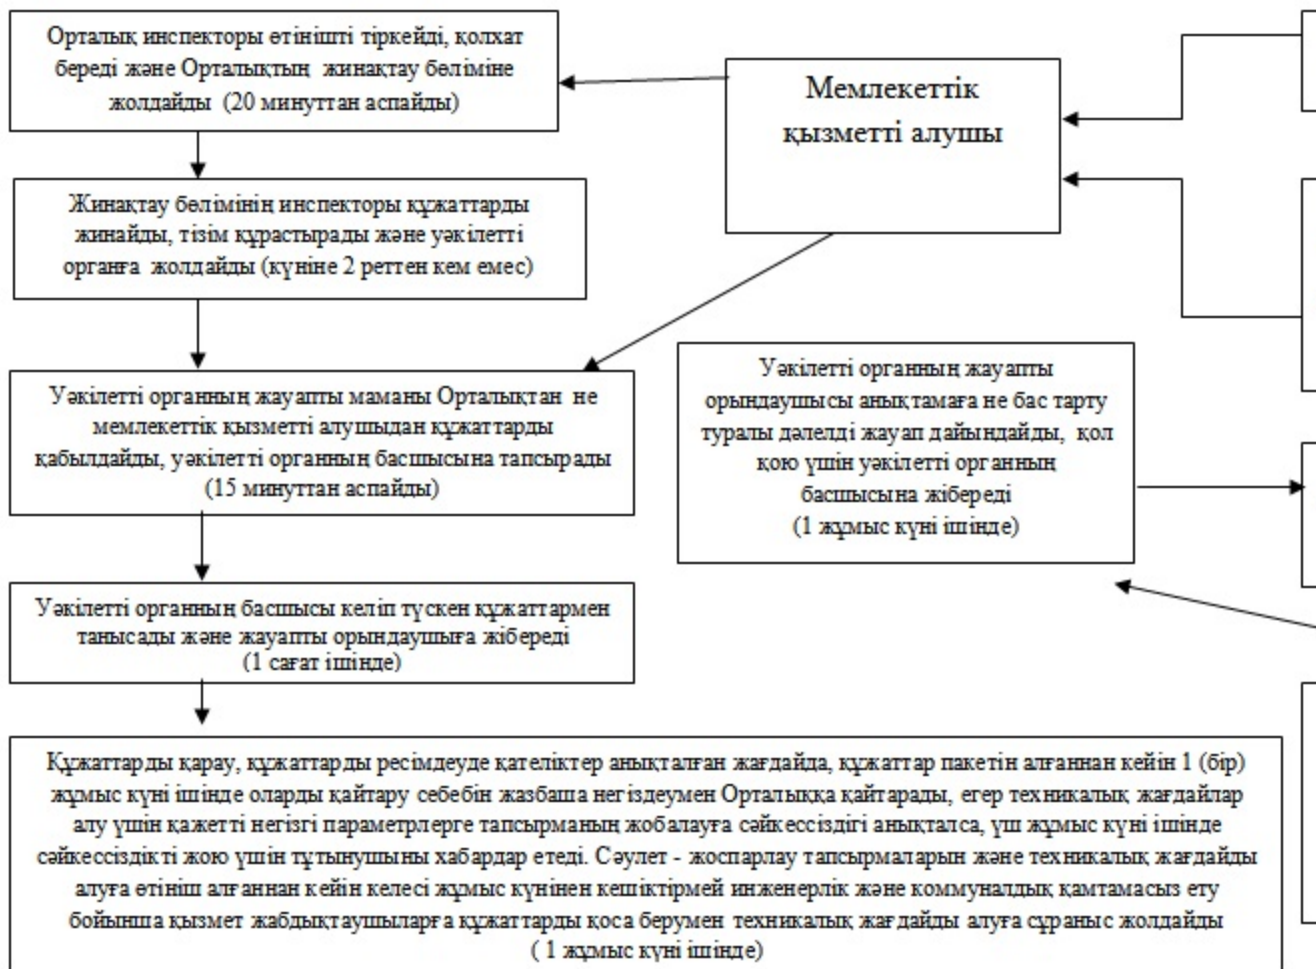 Орталық инспекторы өтінішті тіркейді, қолхат
береді және Орталықтың жинақтау бөліміне
жолдайды (20 минуттан аспайды)
Мемлекеттік
қызметті алушы
Жинақтау бөлімінің инспекторы құжаттарды
жинайды, тізім құрастырады және уәкілетті
органға жолдайды (күніне 2 реттен кем емес)
Уәкілетті органның жауапты маманы Орталықтан не
мемлекеттік қызметті алушыдан құжаттарды
қабылдайды, уәкілетті органның басшысына тапсырады
(15 минуттан аспайды)
Уәкілетті органның жауапты
орындаушысы анықтамаға не бас тарту
туралы дәлелді жауап дайындайды, қол
қою үшін уәкілетті органның
басшысына жібереді
(1 жұмыс күні ішінде)
Уәкілетті органның басшысы келіп түскен құжаттармен
танысады және жауапты орындаушыға жібереді
(1 сағат ішінде)
Құжаттарды қарау, құжаттарды ресімдеуде қателіктер анықталған жағдайда, құжаттар пакетін алғаннан кейін 1 (бір)
жұмыс күні ішінде оларды қайтару себебін жазбаша негіздеумен Орталыққа қайтарады, егер техникалық жағдайлар
алу үшін қажетті негізгі параметрлерге тапсырманың жобалауға сәйкессіздігі анықталса, үш жұмыс күні ішінде
сәйкессіздікті жою үшін тұтынушыны хабардар етеді. Сәулет - жоспарлау тапсырмаларын және техникалық жағдайды
алуға өтініш алғаннан кейін келесі жұмыс күнінен кешіктірмей инженерлік және коммуналдық қамтамасыз ету
бойынша қызмет жабдықтаушыларға құжаттарды қоса берумен техникалық жағдайды алуға сұраныс жолдайды
( 1 жұмыс күні ішінде)